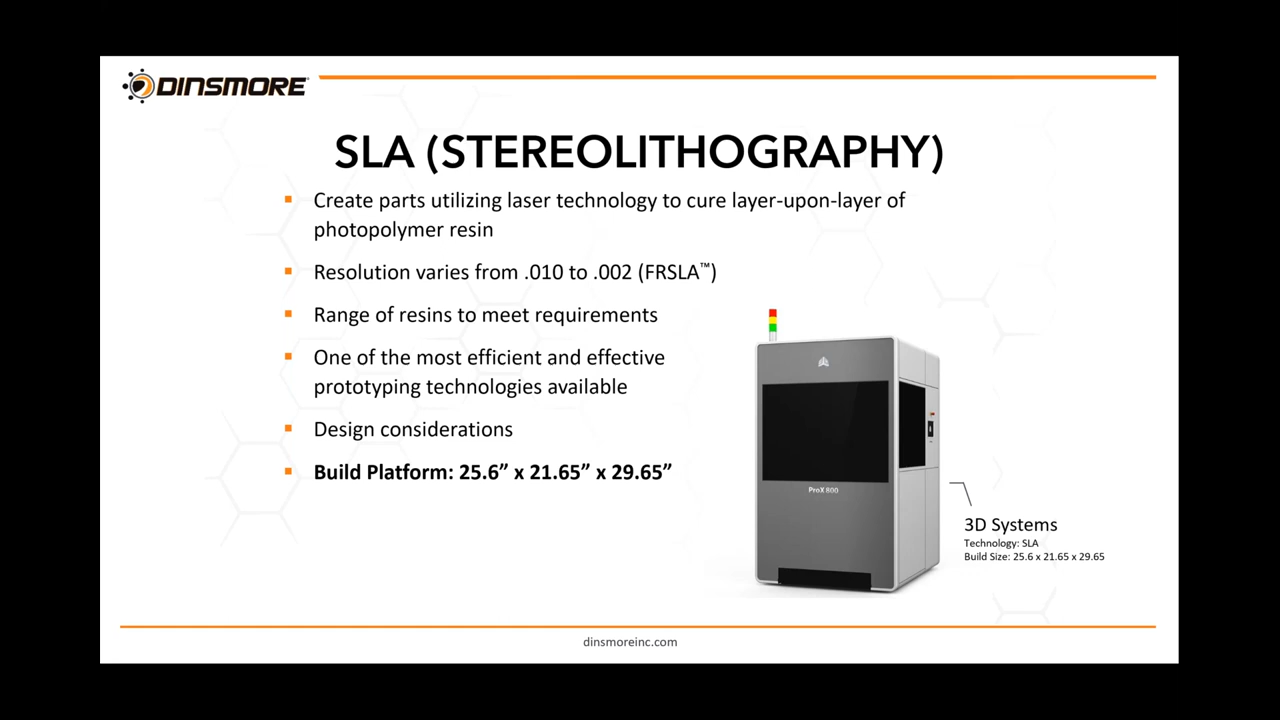 DINSMORE
SLA (STEREOLITHOGRAPHY)
▪ Create parts utilizing laser technology to cure layer-upon-layer of
photopolymer resin
▪ Resolution varies from .010 to .002 (FRSLA™)
▪ Range of resins to meet requirements
▪ One of the most efficient and effective
prototyping technologies available
▪ Design considerations
▪ Build Platform: 25.6” x 21.65” x 29.65”
ProX 800
3D Systems
Technology: SLA
Build Size: 25.6 x 21.65 x 29.65
dinsmoreinc.com